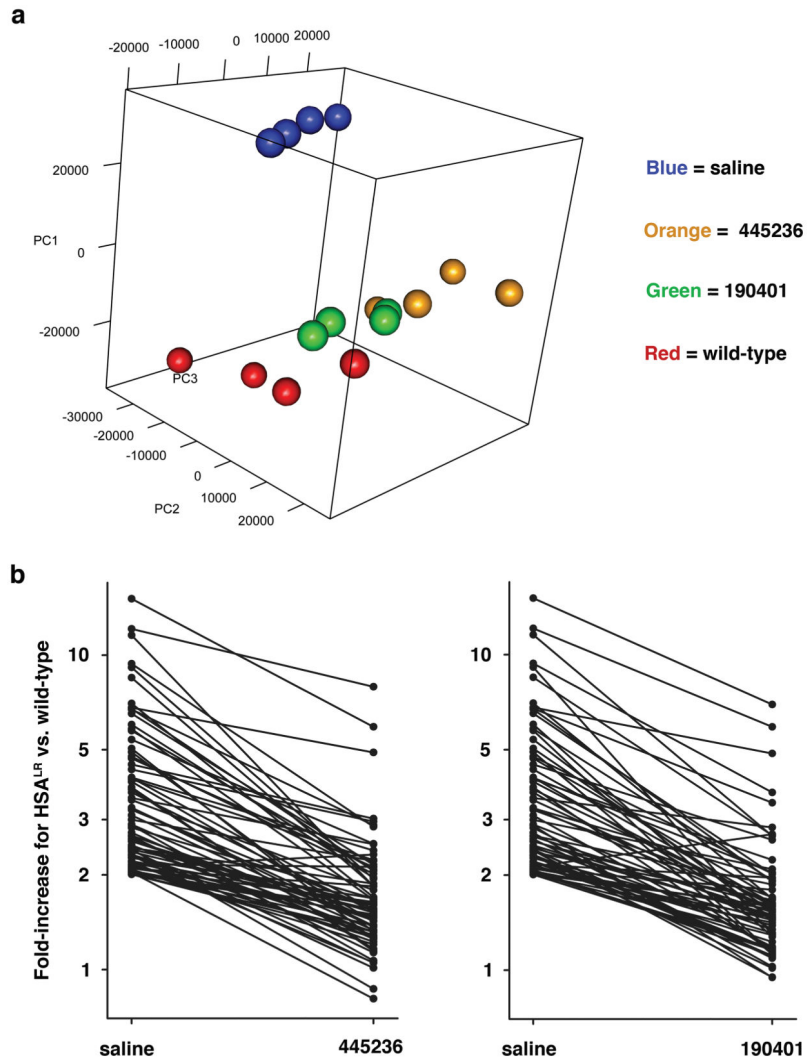 a
-20000 -10000 0 10000 20000
20000
PC1
0
-20000
PC3
-30000
-20000
-10000
0
10000
20000
PC2
Blue = saline
Orange = 445236
Green = 190401
Red = wild-type
b
Fold-increase for HSA^LR vs. wild-type
10
5
3
2
1
saline 445236
10
5
3
2
1
saline 190401